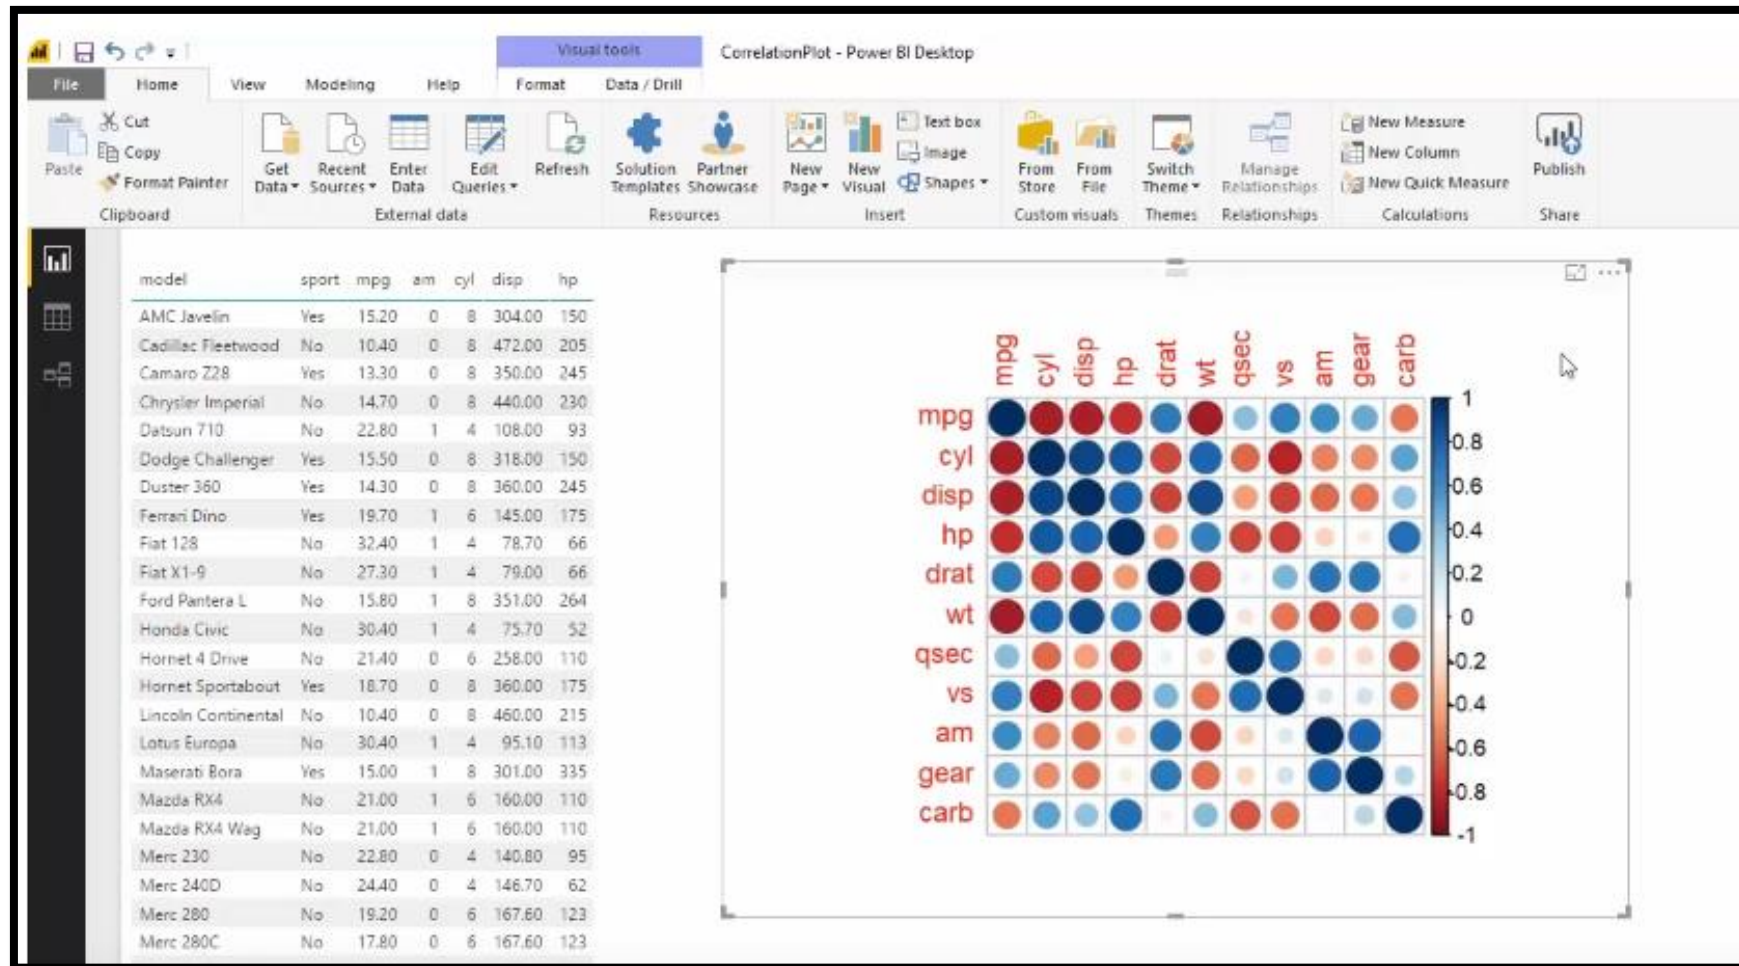 Visual tools
CorrelationPlot - Power BI Desktop
File Home View Modeling Help Format Data / Drill
Paste
Cut
Copy
Format Painter
Clipboard
Get Data
Recent Sources
Enter Data
Edit Queries
Refresh
External data
Solution Templates
Partner Showcase
Resources
New Page
New Visual
Text box
Image
Shapes
Insert
From Store
From File
Custom visuals
Switch Theme
Themes
Manage Relationships
Relationships
New Measure
New Column
New Quick Measure
Calculations
Publish
Share
model sport mpg am cyl disp hp
AMC Javelin Yes 15.20 0 8 304.00 150
Cadillac Fleetwood No 10.40 0 8 472.00 205
Camaro Z28 Yes 13.30 0 8 350.00 245
Chrysler Imperial No 14.70 0 8 440.00 230
Datsun 710 No 22.80 1 4 108.00 93
Dodge Challenger Yes 15.50 0 8 318.00 150
Duster 360 Yes 14.30 0 8 360.00 245
Ferrari Dino Yes 19.70 1 6 145.00 175
Fiat 128 No 32.40 1 4 78.70 66
Fiat X1-9 No 27.30 1 4 79.00 66
Ford Pantera L No 15.80 1 8 351.00 264
Honda Civic No 30.40 1 4 75.70 52
Hornet 4 Drive No 21.40 0 6 258.00 110
Hornet Sportabout Yes 18.70 0 8 360.00 175
Lincoln Continental No 10.40 0 8 460.00 215
Lotus Europa No 30.40 1 4 95.10 113
Maserati Bora Yes 15.00 1 8 301.00 335
Mazda RX4 No 21.00 1 6 160.00 110
Mazda RX4 Wag No 21.00 1 6 160.00 110
Merc 230 No 22.80 0 4 140.80 95
Merc 240D No 24.40 0 4 146.70 62
Merc 280 No 19.20 0 6 167.60 123
Merc 280C No 17.80 0 6 167.60 123
mpg cyl disp hp drat wt qsec vs am gear carb
mpg
cyl
disp
hp
drat
wt
qsec
vs
am
gear
carb
1
0.8
0.6
0.4
0.2
0
-0.2
-0.4
-0.6
-0.8
-1